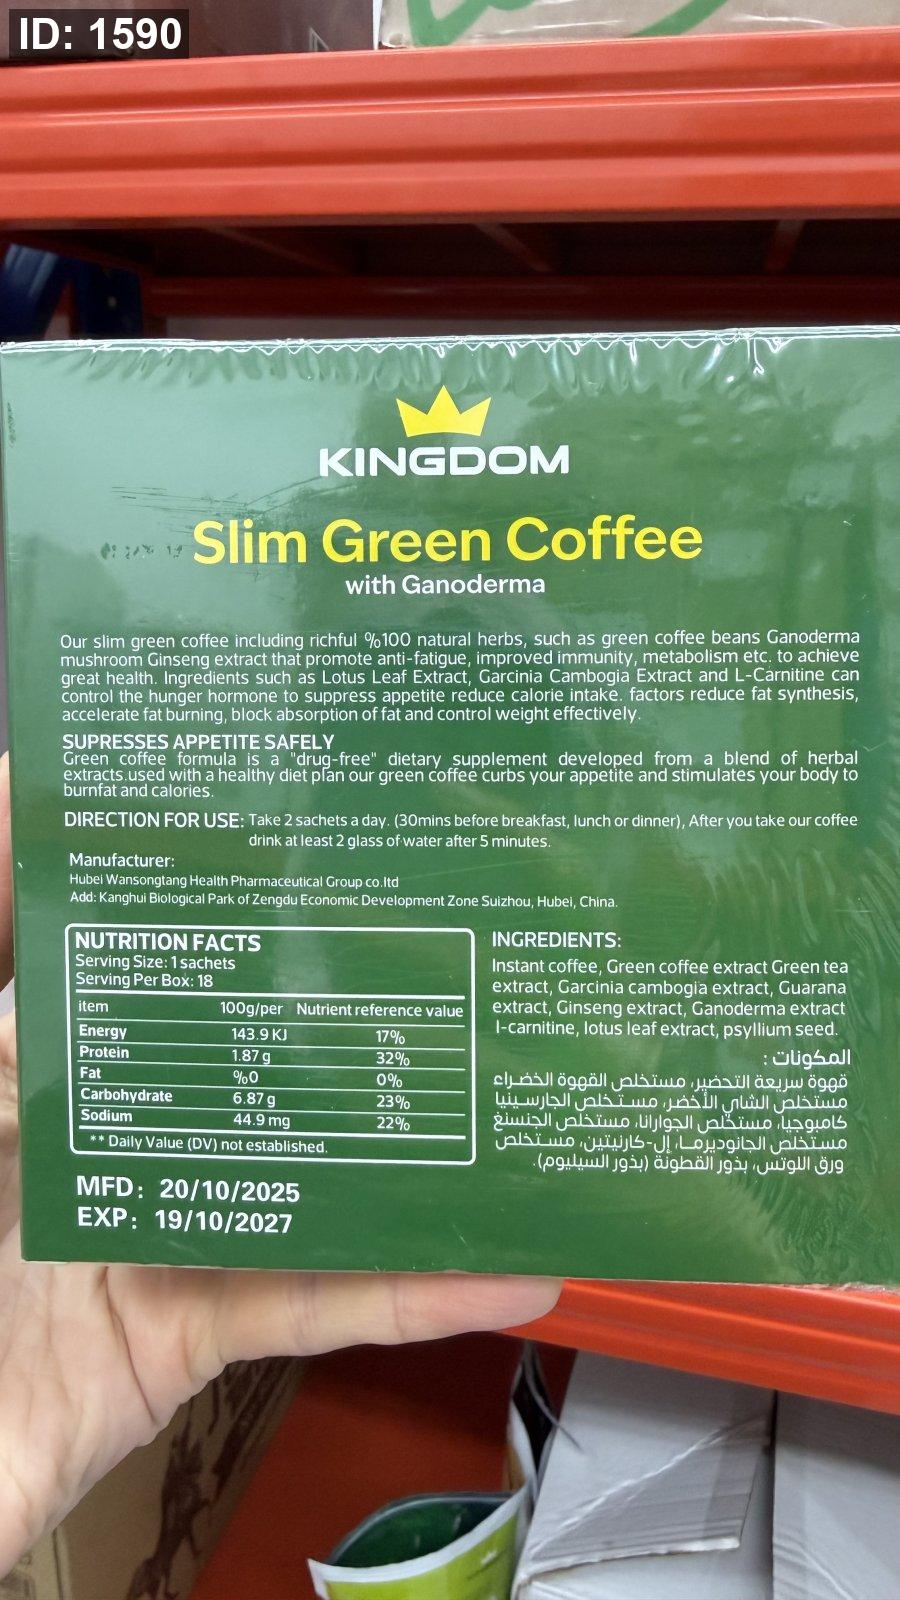 ID: 1590
KINGDOM
Slim Green Coffee
with Ganoderma
Our slim green coffee including richful %100 natural herbs, such as green coffee beans Ganoderma
mushroom Ginseng extract that promote anti-fatigue, improved immunity, metabolism etc. to achieve
great health. Ingredients such as Lotus Leaf Extract, Garcinia Cambogia Extract and L-Carnitine can
control the hunger hormone to suppress appetite reduce calorie intake. factors reduce fat synthesis,
accelerate fat burning, block absorption of fat and control weight effectively.
SUPRESSES APPETITE SAFELY
Green coffee formula is a "drug-free" dietary supplement developed from a blend of herbal
extracts.used with a healthy diet plan our green coffee curbs your appetite and stimulates your body to
burnfat and calories.
DIRECTION FOR USE: Take 2 sachets a day. (30mins before breakfast, lunch or dinner), After you take our coffee
drink at least 2 glass of water after 5 minutes.
Manufacturer:
Hubei Wansongtang Health Pharmaceutical Group co.ltd
Add: Kanghui Biological Park of Zengdu Economic Development Zone Suizhou, Hubei, China.
NUTRITION FACTS
Serving Size: 1 sachets
Serving Per Box: 18
item 100g/per Nutrient reference value
Energy 143.9 KJ 17%
Protein 1.87 g 32%
Fat %0 0%
Carbohydrate 6.87 g 23%
Sodium 44.9 mg 22%
** Daily Value (DV) not established.
MFD: 20/10/2025
EXP: 19/10/2027
INGREDIENTS:
Instant coffee, Green coffee extract Green tea
extract, Garcinia cambogia extract, Guarana
extract, Ginseng extract, Ganoderma extract
l-carnitine, lotus leaf extract, psyllium seed.
المكونات :
قهوة سريعة التحضير، مستخلص القهوة الخضراء
مستخلص الشاي الأخضر، مستخلص الجارسينيا
كامبوجيا، مستخلص الجوارانا، مستخلص الجنسنغ
مستخلص الجانوديرما، إل-كارنيتين، مستخلص
ورق اللوتس، بذور القطونة (بذور السيليوم).